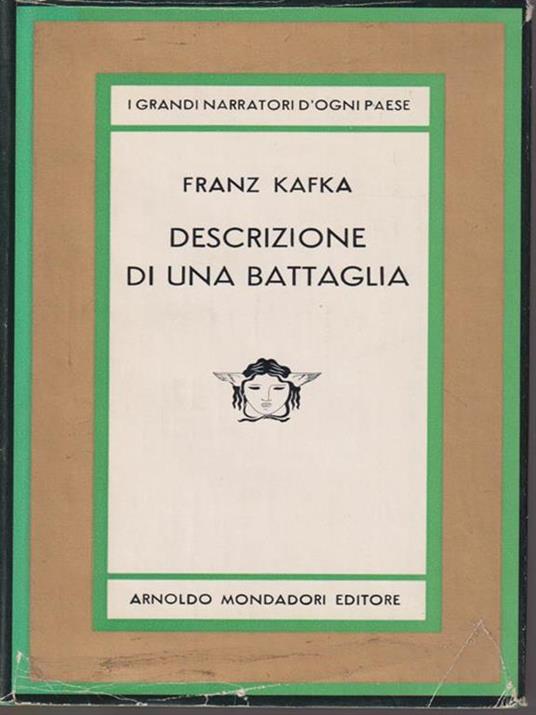 I GRANDI NARRATORI D'OGNI PAESE
FRANZ KAFKA
DESCRIZIONE
DI UNA BATTAGLIA
ARNOLDO MONDADORI EDITORE